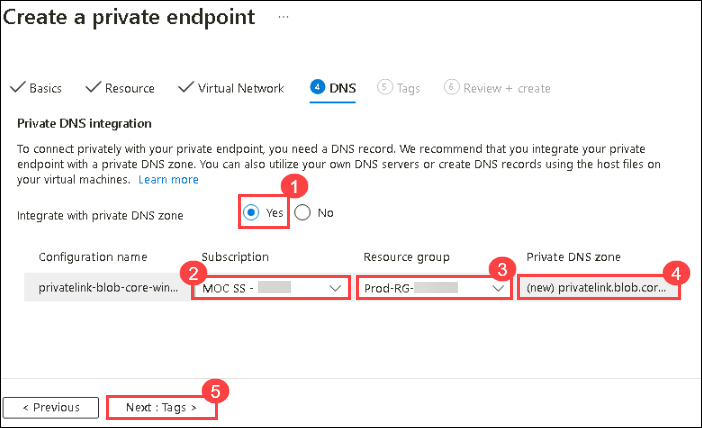 Create a private endpoint ...
Basics Resource Virtual Network 4 DNS 5 Tags 6 Review + create
Private DNS integration
To connect privately with your private endpoint, you need a DNS record. We recommend that you integrate your private
endpoint with a private DNS zone. You can also utilize your own DNS servers or create DNS records using the host files on
your virtual machines. Learn more
1
Integrate with private DNS zone Yes No
Configuration name Subscription Resource group Private DNS zone
2 3 4
privatelink-blob-core-win... MOC SS - Prod-RG- (new) privatelink.blob.cor...
5
< Previous Next : Tags >